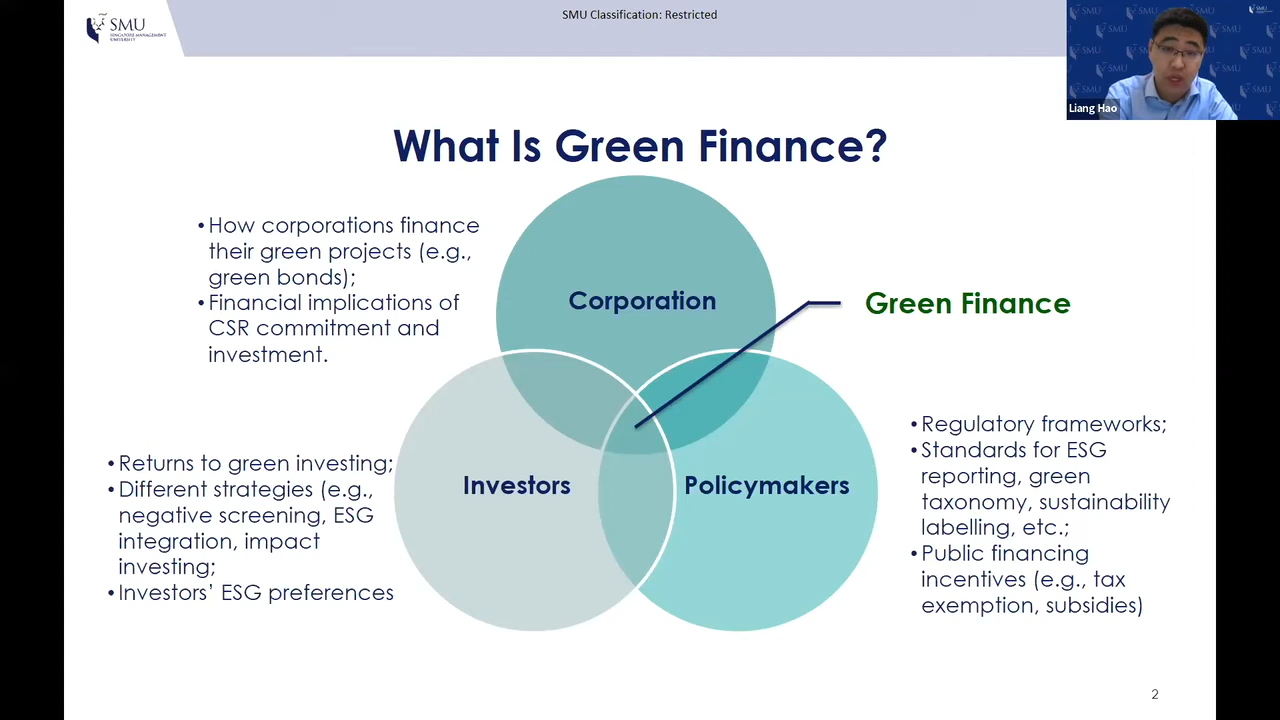 SMU Classification: Restricted
SMU
SINGAPORE MANAGEMENT
UNIVERSITY
Liang Hao
What Is Green Finance?
• How corporations finance
their green projects (e.g.,
green bonds);
• Financial implications of
CSR commitment and
investment.
Corporation
Green Finance
• Returns to green investing;
• Different strategies (e.g.,
negative screening, ESG
integration, impact
investing;
• Investors’ ESG preferences
Investors
Policymakers
• Regulatory frameworks;
• Standards for ESG
reporting, green
taxonomy, sustainability
labelling, etc.;
• Public financing
incentives (e.g., tax
exemption, subsidies)
2